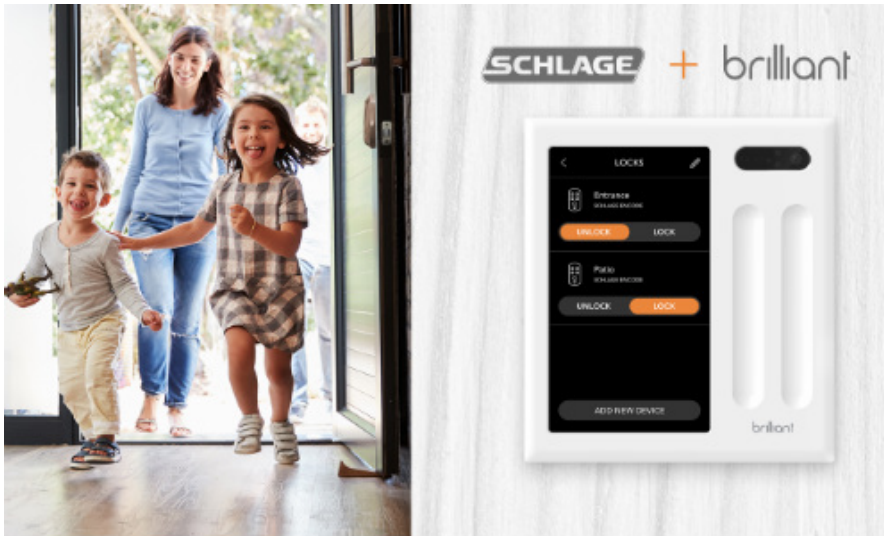 SCHLAGE + brilliant
LOCKS
Entrance
SCHLAGE ENCODE
UNLOCK LOCK
Patio
SCHLAGE ENCODE
UNLOCK LOCK
ADD NEW DEVICE
brilliant